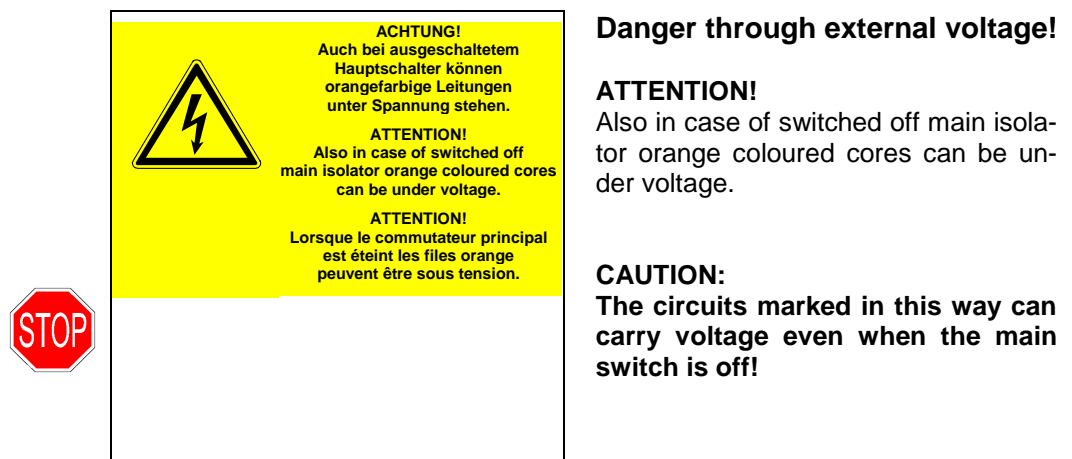 STOP
ACHTUNG!
Auch bei ausgeschaltetem
Hauptschalter können
orangefarbige Leitungen
unter Spannung stehen.
ATTENTION!
Also in case of switched off
main isolator orange coloured cores
can be under voltage.
ATTENTION!
Lorsque le commutateur principal
est éteint les files orange
peuvent être sous tension.
Danger through external voltage!
ATTENTION!
Also in case of switched off main isola-
tor orange coloured cores can be un-
der voltage.
CAUTION:
The circuits marked in this way can
carry voltage even when the main
switch is off!